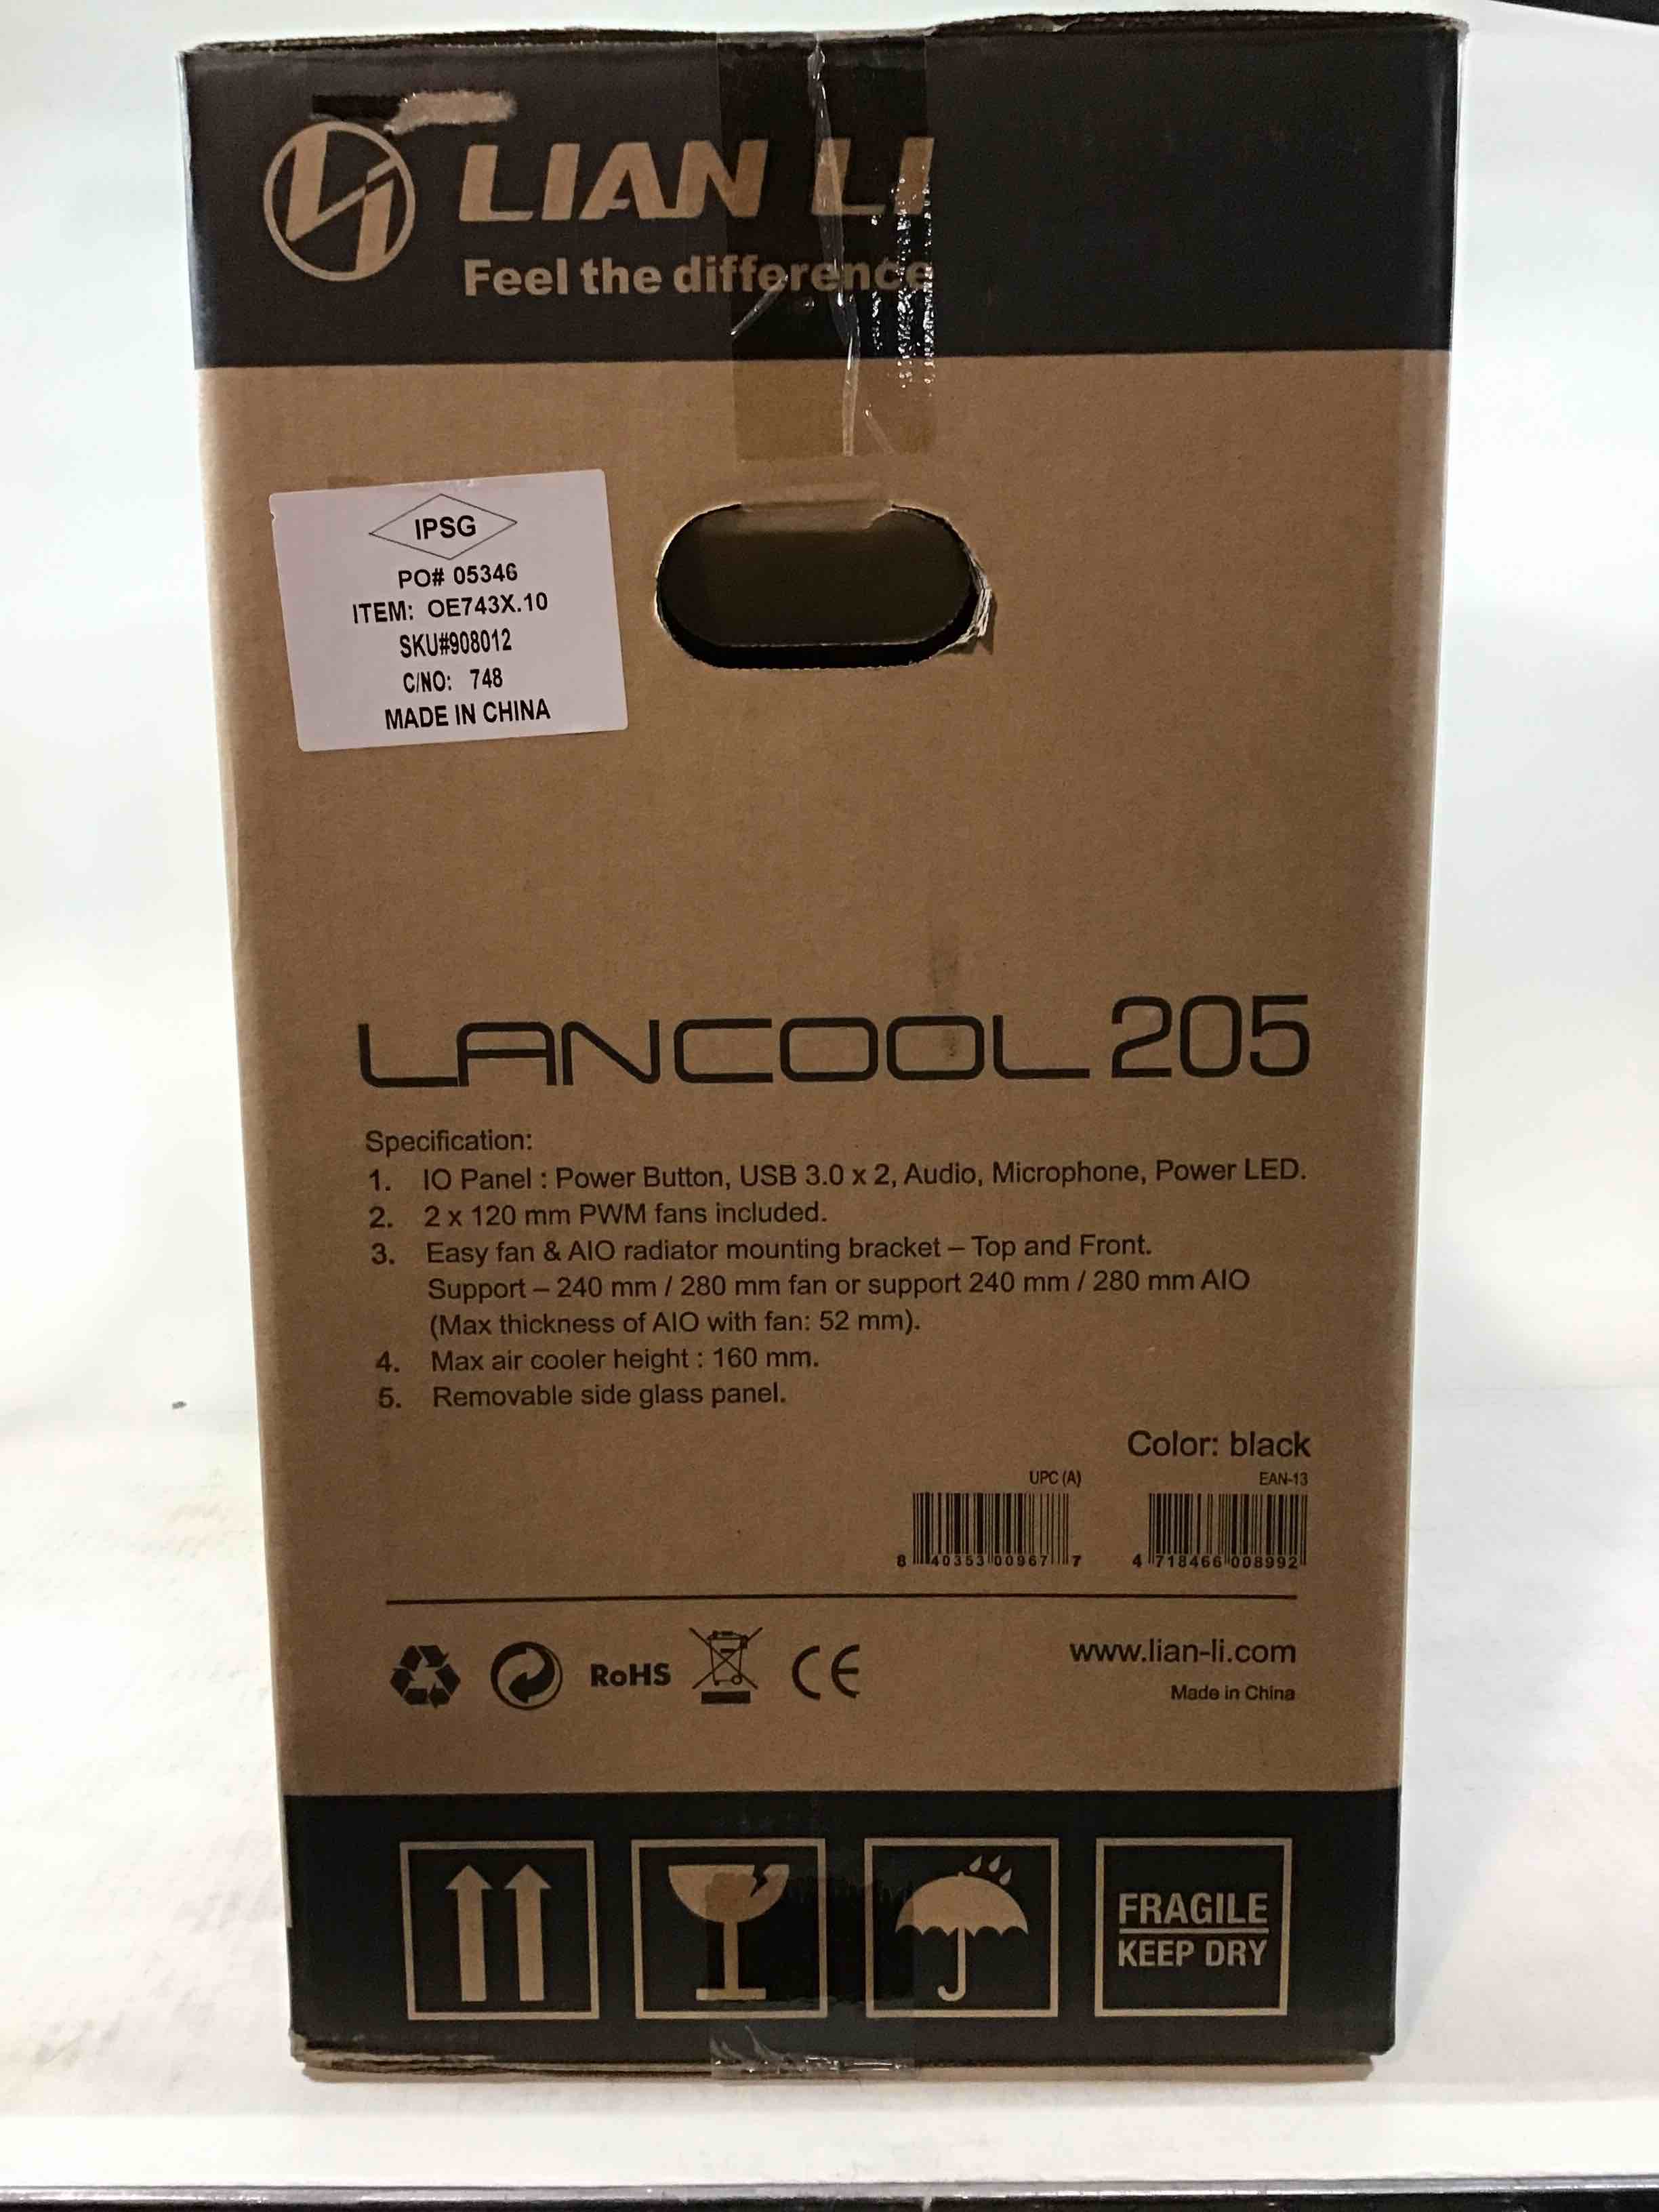 LIAN LI
Feel the difference
IPSG
PO# 05346
ITEM: OE743X.10
SKU#908012
C/NO: 748
MADE IN CHINA
LANCOOL 205
Specification:
1. IO Panel : Power Button, USB 3.0 x 2, Audio, Microphone, Power LED.
2. 2 x 120 mm PWM fans included.
3. Easy fan & AIO radiator mounting bracket – Top and Front.
Support – 240 mm / 280 mm fan or support 240 mm / 280 mm AIO
(Max thickness of AIO with fan: 52 mm).
4. Max air cooler height : 160 mm.
5. Removable side glass panel.
Color: black
UPC (A) EAN-13
8 40353 00967 7 4 718466 008992
RoHS CE www.lian-li.com
Made in China
FRAGILE
KEEP DRY